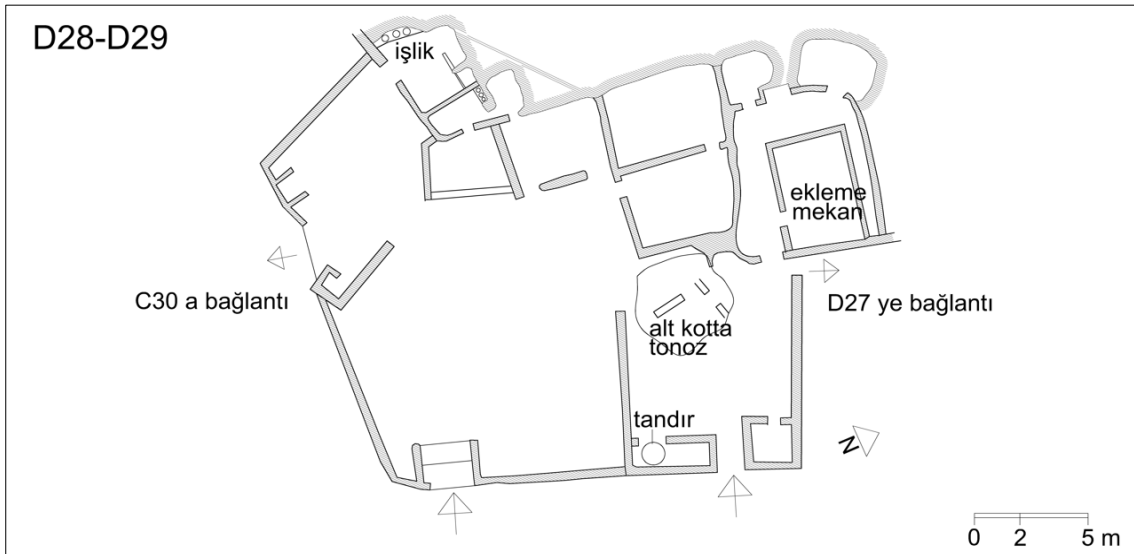 D28-D29
işlik
ekleme
mekan
C30 a bağlantı
D27 ye bağlantı
alt kotta
tonoz
tandır
N
0 2 5 m